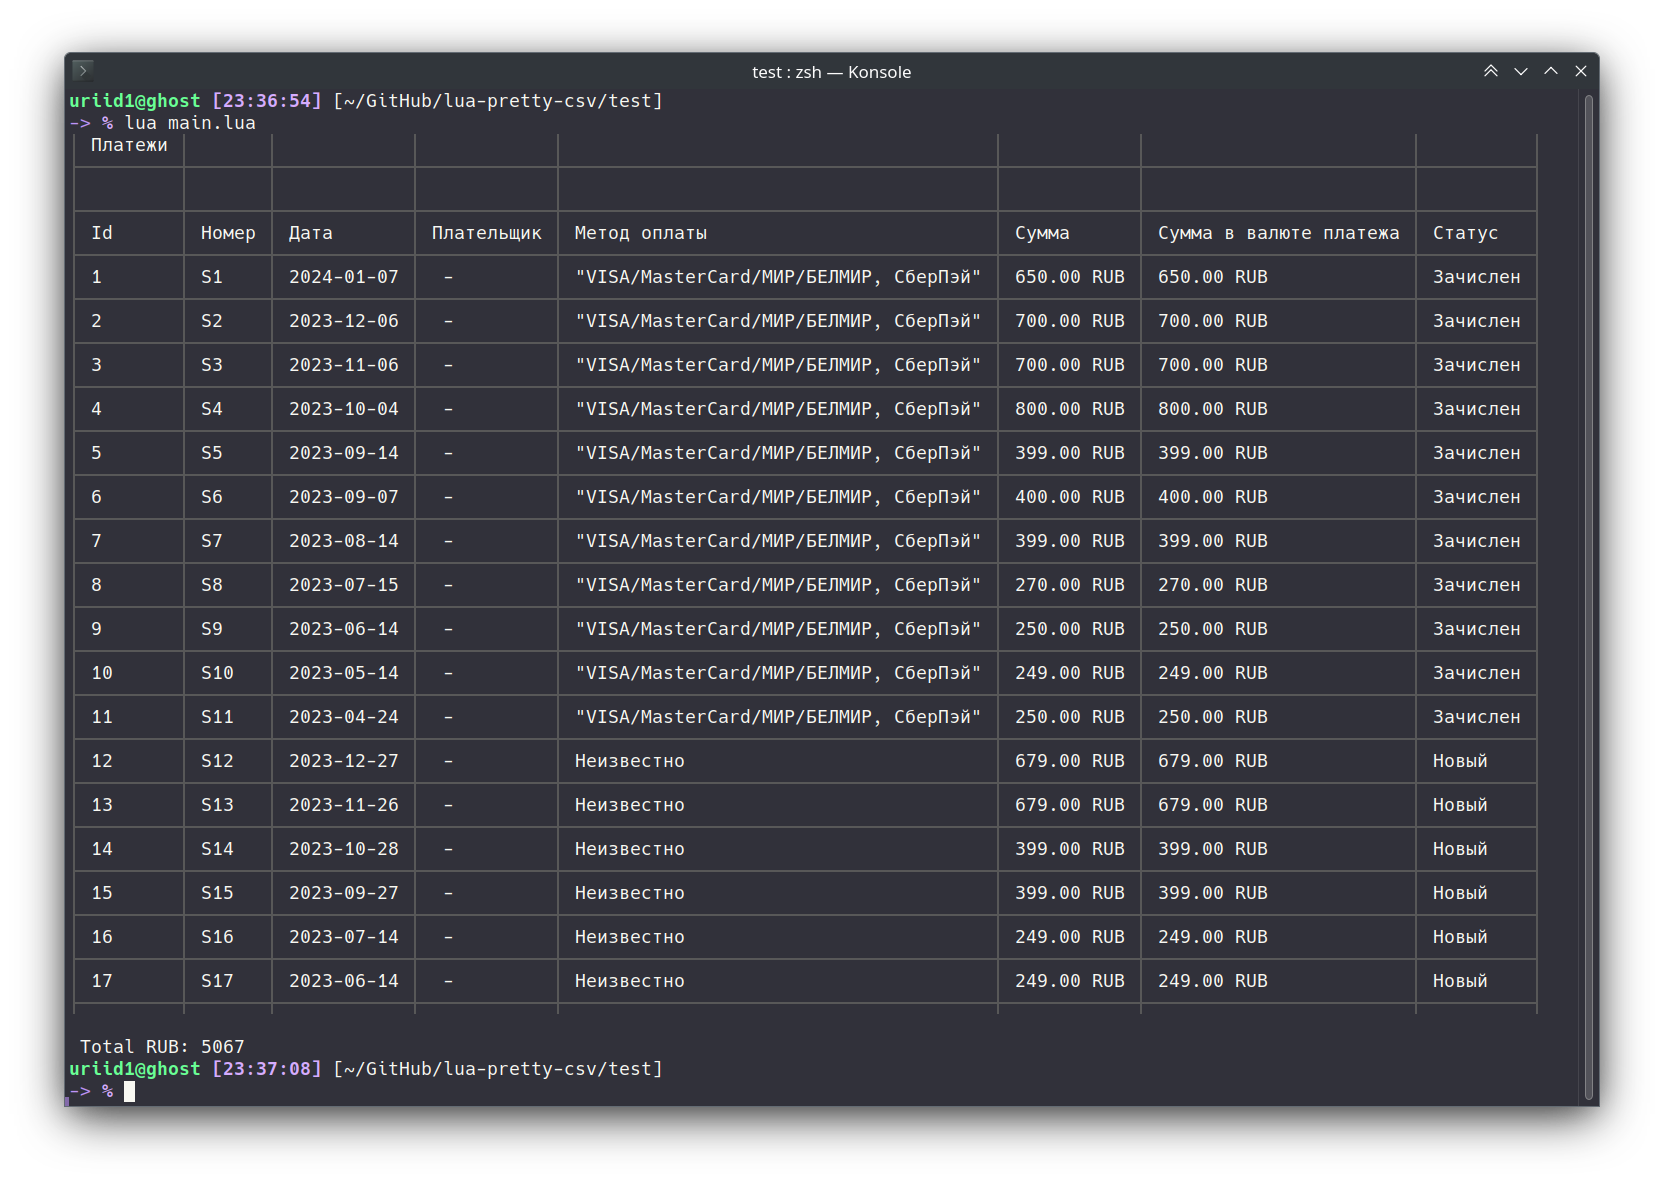 test : zsh — Konsole
uriid1@ghost [23:36:54] [~/GitHub/lua-pretty-csv/test]
-> % lua main.lua
Платежи
Id Номер Дата Плательщик Метод оплаты Сумма Сумма в валюте платежа Статус
1 S1 2024-01-07 - "VISA/MasterCard/МИР/БЕЛМИР, СберПэй" 650.00 RUB 650.00 RUB Зачислен
2 S2 2023-12-06 - "VISA/MasterCard/МИР/БЕЛМИР, СберПэй" 700.00 RUB 700.00 RUB Зачислен
3 S3 2023-11-06 - "VISA/MasterCard/МИР/БЕЛМИР, СберПэй" 700.00 RUB 700.00 RUB Зачислен
4 S4 2023-10-04 - "VISA/MasterCard/МИР/БЕЛМИР, СберПэй" 800.00 RUB 800.00 RUB Зачислен
5 S5 2023-09-14 - "VISA/MasterCard/МИР/БЕЛМИР, СберПэй" 399.00 RUB 399.00 RUB Зачислен
6 S6 2023-09-07 - "VISA/MasterCard/МИР/БЕЛМИР, СберПэй" 400.00 RUB 400.00 RUB Зачислен
7 S7 2023-08-14 - "VISA/MasterCard/МИР/БЕЛМИР, СберПэй" 399.00 RUB 399.00 RUB Зачислен
8 S8 2023-07-15 - "VISA/MasterCard/МИР/БЕЛМИР, СберПэй" 270.00 RUB 270.00 RUB Зачислен
9 S9 2023-06-14 - "VISA/MasterCard/МИР/БЕЛМИР, СберПэй" 250.00 RUB 250.00 RUB Зачислен
10 S10 2023-05-14 - "VISA/MasterCard/МИР/БЕЛМИР, СберПэй" 249.00 RUB 249.00 RUB Зачислен
11 S11 2023-04-24 - "VISA/MasterCard/МИР/БЕЛМИР, СберПэй" 250.00 RUB 250.00 RUB Зачислен
12 S12 2023-12-27 - Неизвестно 679.00 RUB 679.00 RUB Новый
13 S13 2023-11-26 - Неизвестно 679.00 RUB 679.00 RUB Новый
14 S14 2023-10-28 - Неизвестно 399.00 RUB 399.00 RUB Новый
15 S15 2023-09-27 - Неизвестно 399.00 RUB 399.00 RUB Новый
16 S16 2023-07-14 - Неизвестно 249.00 RUB 249.00 RUB Новый
17 S17 2023-06-14 - Неизвестно 249.00 RUB 249.00 RUB Новый
Total RUB: 5067
uriid1@ghost [23:37:08] [~/GitHub/lua-pretty-csv/test]
-> %